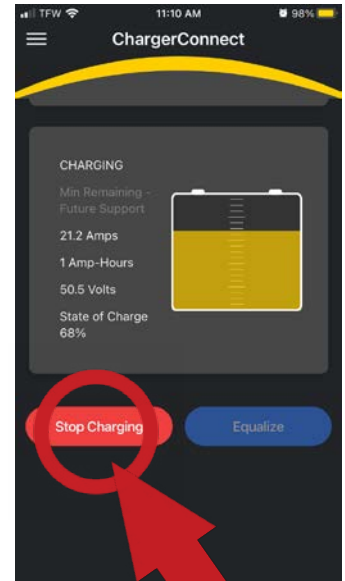 TFW 11:10 AM 98%
ChargerConnect
CHARGING
Min Remaining -
Future Support
21.2 Amps
1 Amp-Hours
50.5 Volts
State of Charge
68%
Stop Charging Equalize